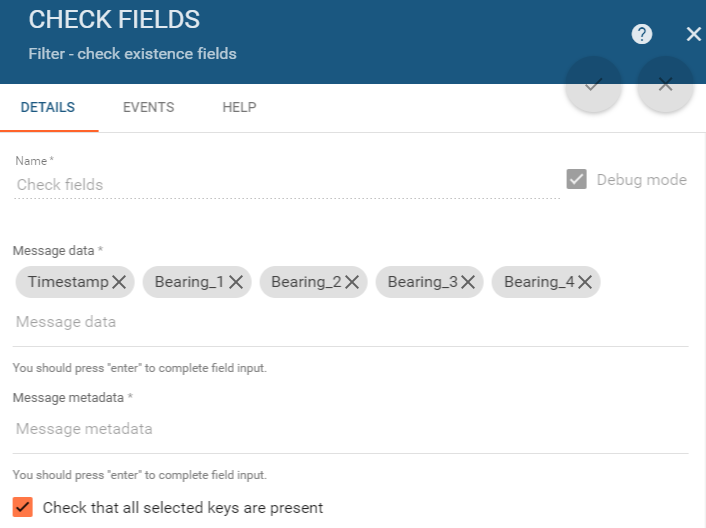 CHECK FIELDS
Filter - check existence fields
DETAILS EVENTS HELP
Name *
Check fields
Debug mode
Message data *
Timestamp Bearing_1 Bearing_2 Bearing_3 Bearing_4
Message data
You should press "enter" to complete field input.
Message metadata *
Message metadata
You should press "enter" to complete field input.
Check that all selected keys are present